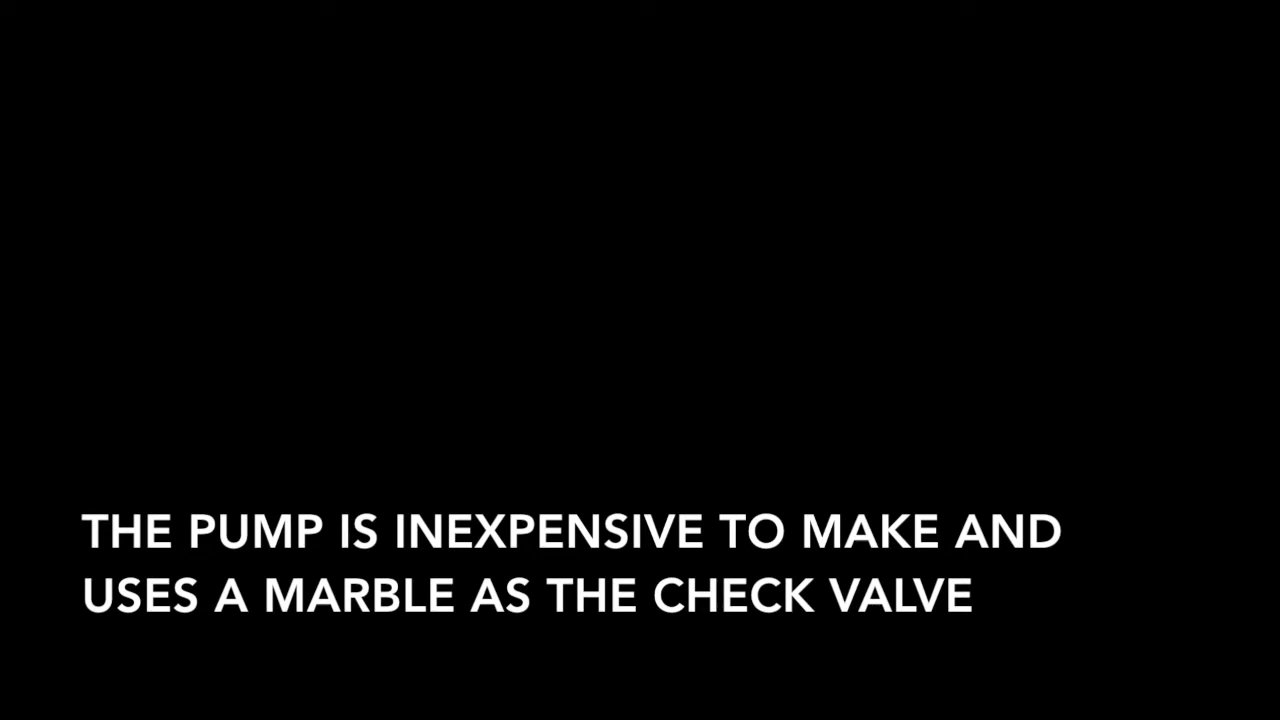 THE PUMP IS INEXPENSIVE TO MAKE AND
USES A MARBLE AS THE CHECK VALVE